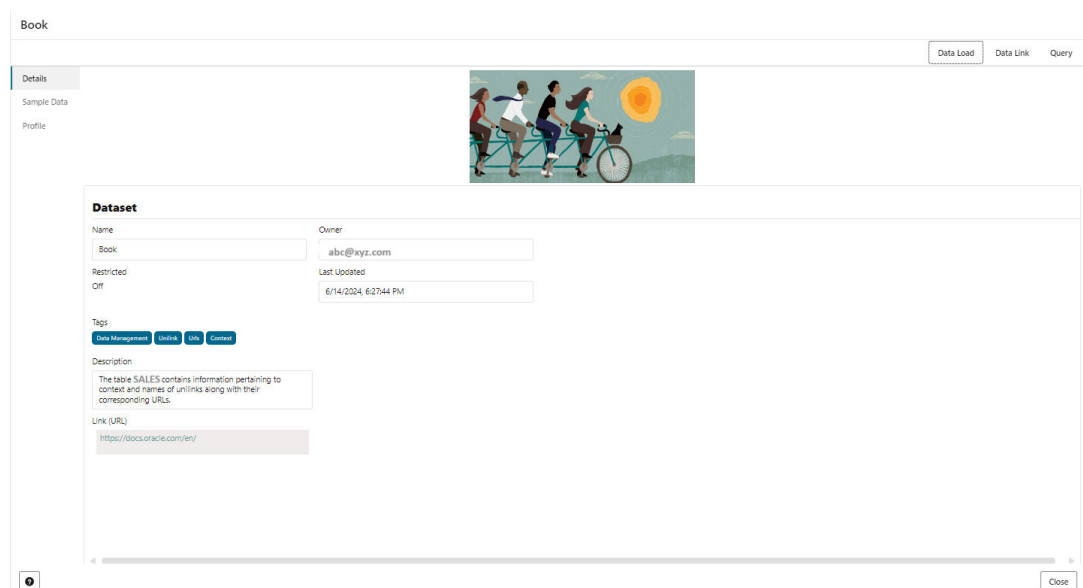 Book
Data Load Data Link Query
Details
Sample Data
Profile
Dataset
Name Owner
Book abc@xyz.com
Restricted Last Updated
Off 6/14/2024, 6:27:44 PM
Tags
Data Management Unilink Urls Context
Description
The table SALES contains information pertaining to
context and names of unilinks along with their
corresponding URLs.
Link (URL)
https://docs.oracle.com/en/
? Close